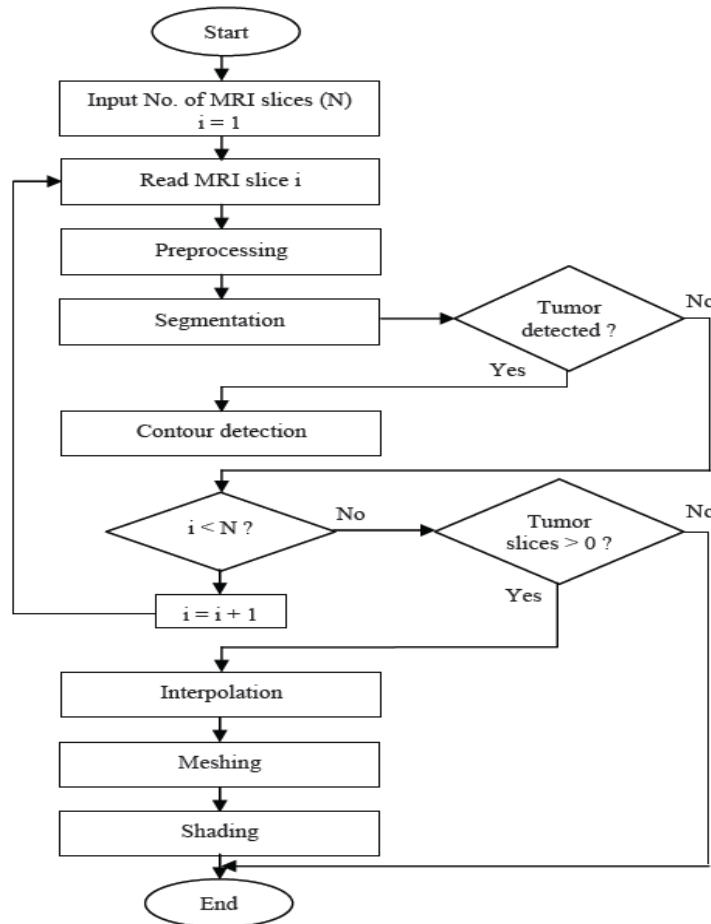 Start
Input No. of MRI slices (N)
i = 1
Read MRI slice i
Preprocessing
Segmentation
Tumor
detected ?
No
Yes
Contour detection
i < N ?
No
Tumor
slices > 0 ?
No
Yes
i = i + 1
Interpolation
Meshing
Shading
End